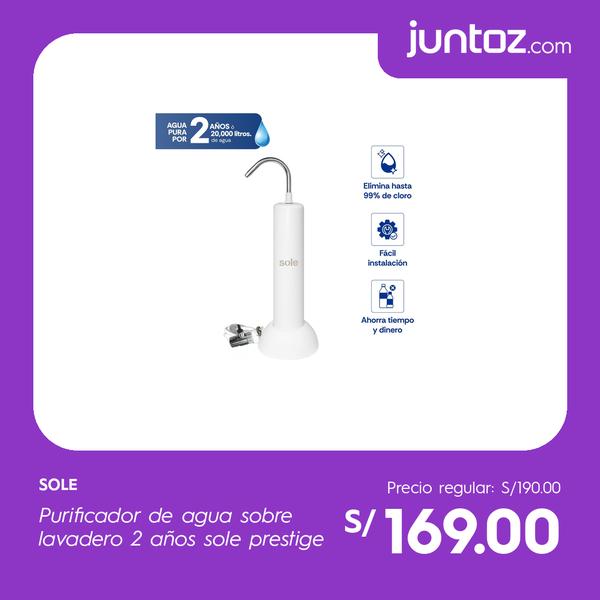 juntoz.com
AGUA
PURA
POR
2 AÑOS ó
20,000 litros.
de agua
sole
Elimina hasta
99% de cloro
Fácil
instalación
Ahorra tiempo
y dinero
SOLE
Purificador de agua sobre
lavadero 2 años sole prestige
Precio regular: S/190.00
S/ 169.00